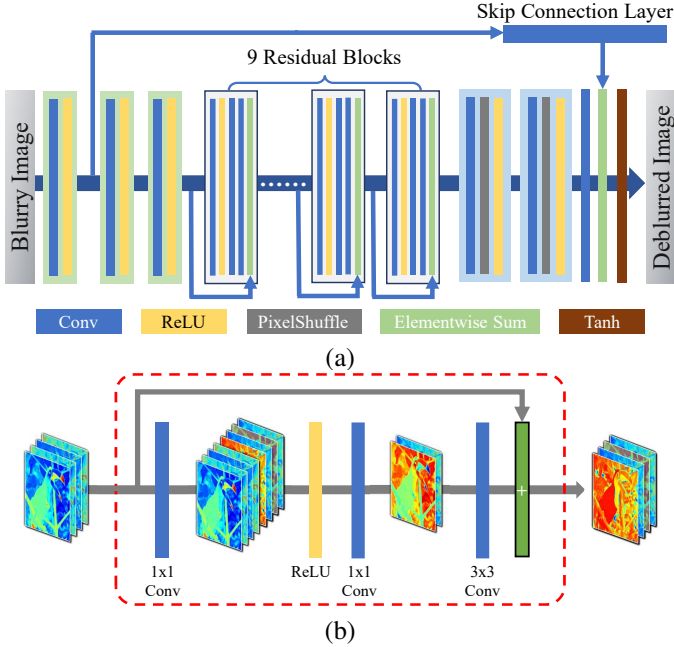 Skip Connection Layer
9 Residual Blocks
Blurry Image
Deblurred Image
Conv
ReLU
PixelShuffle
Elementwise Sum
Tanh
(a)
+
1x1
Conv
ReLU
1x1
Conv
3x3
Conv
(b)